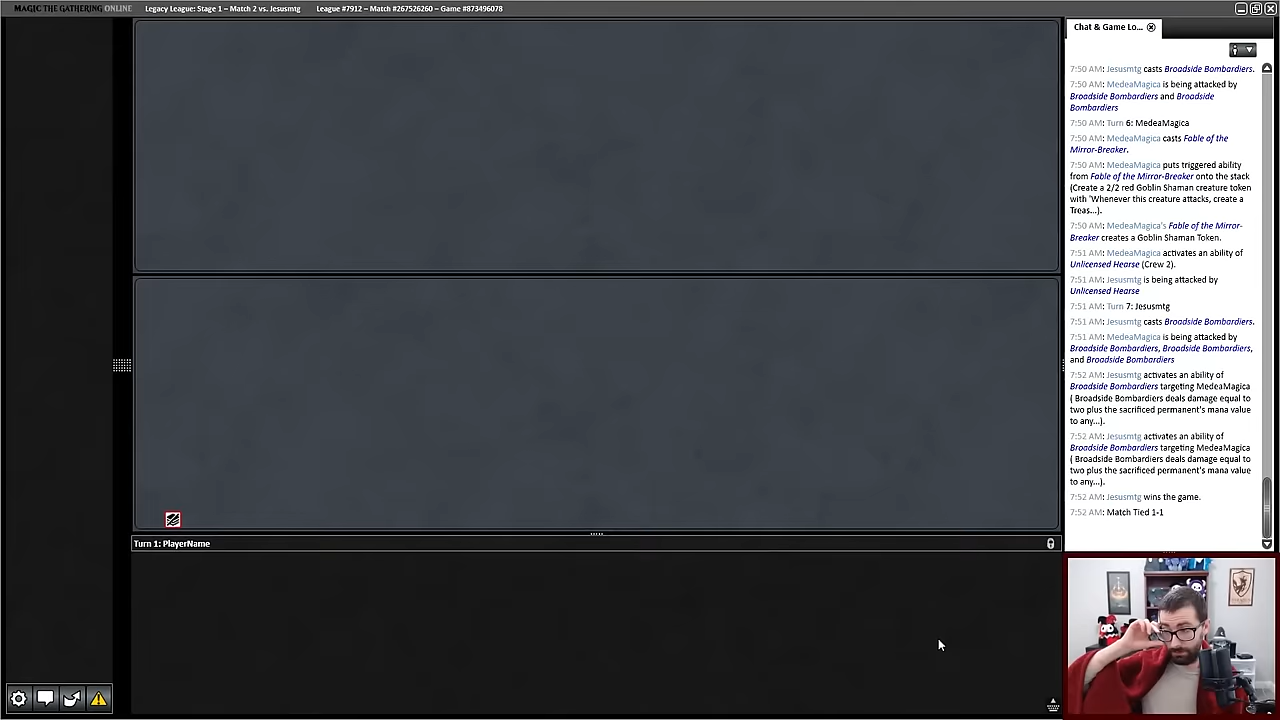 MAGIC THE GATHERING ONLINE
Legacy League: Stage 1 – Match 2 vs. Jesusmtg
League #7912 – Match #267526260 – Game #873496078
Chat & Game Lo...
7:50 AM: Jesusmtg casts Broadside Bombardiers.
7:50 AM: MedeaMagica is being attacked by
Broadside Bombardiers and Broadside
Bombardiers
7:50 AM: Turn 6: MedeaMagica
7:50 AM: MedeaMagica casts Fable of the
Mirror-Breaker.
7:50 AM: MedeaMagica puts triggered ability
from Fable of the Mirror-Breaker onto the stack
(Create a 2/2 red Goblin Shaman creature token
with 'Whenever this creature attacks, create a
Treas...).
7:50 AM: MedeaMagica's Fable of the Mirror-
Breaker creates a Goblin Shaman Token.
7:51 AM: MedeaMagica activates an ability of
Unlicensed Hearse (Crew 2).
7:51 AM: Jesusmtg is being attacked by
Unlicensed Hearse
7:51 AM: Turn 7: Jesusmtg
7:51 AM: Jesusmtg casts Broadside Bombardiers.
7:51 AM: MedeaMagica is being attacked by
Broadside Bombardiers, Broadside Bombardiers,
and Broadside Bombardiers
7:52 AM: Jesusmtg activates an ability of
Broadside Bombardiers targeting MedeaMagica
( Broadside Bombardiers deals damage equal to
two plus the sacrificed permanent's mana value
to any...).
7:52 AM: Jesusmtg activates an ability of
Broadside Bombardiers targeting MedeaMagica
( Broadside Bombardiers deals damage equal to
two plus the sacrificed permanent's mana value
to any...).
7:52 AM: Jesusmtg wins the game.
7:52 AM: Match Tied 1-1
Turn 1: PlayerName